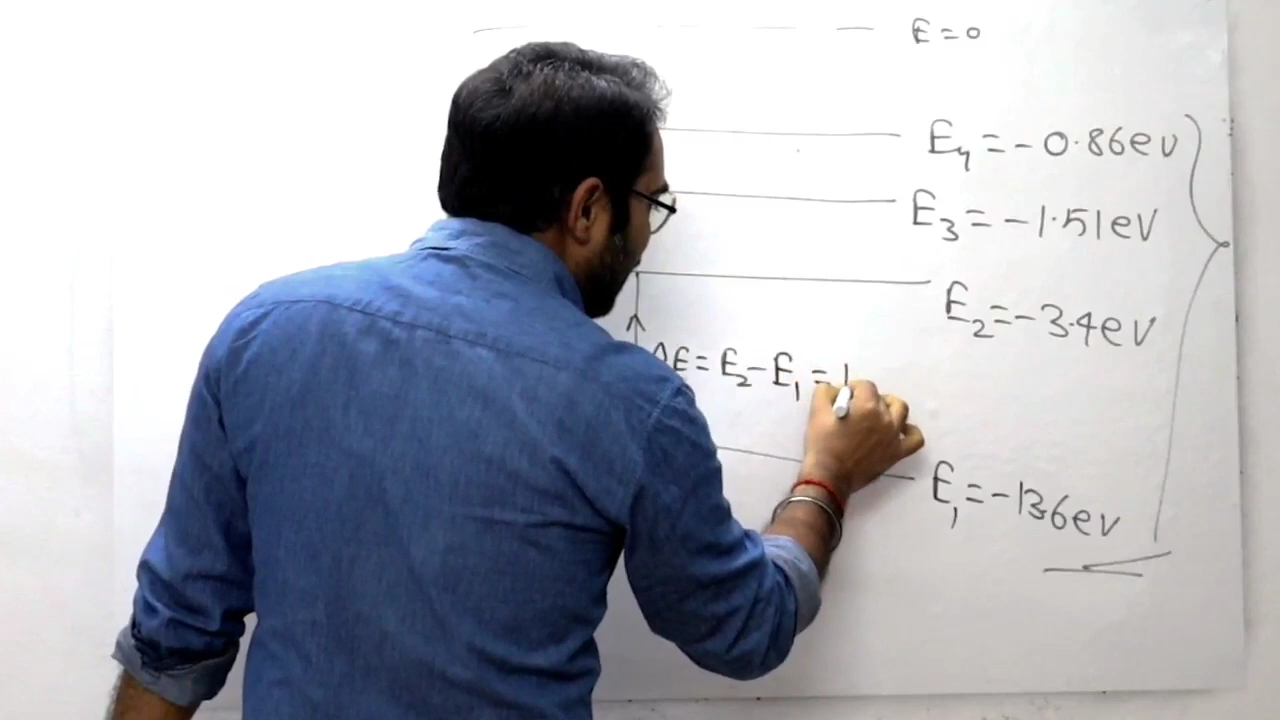 E = 0
E4 = - 0.86ev
E3 = - 1.51ev
E2 = - 3.4ev
ΔE = E2 - E1 = 1
E1 = - 13.6ev